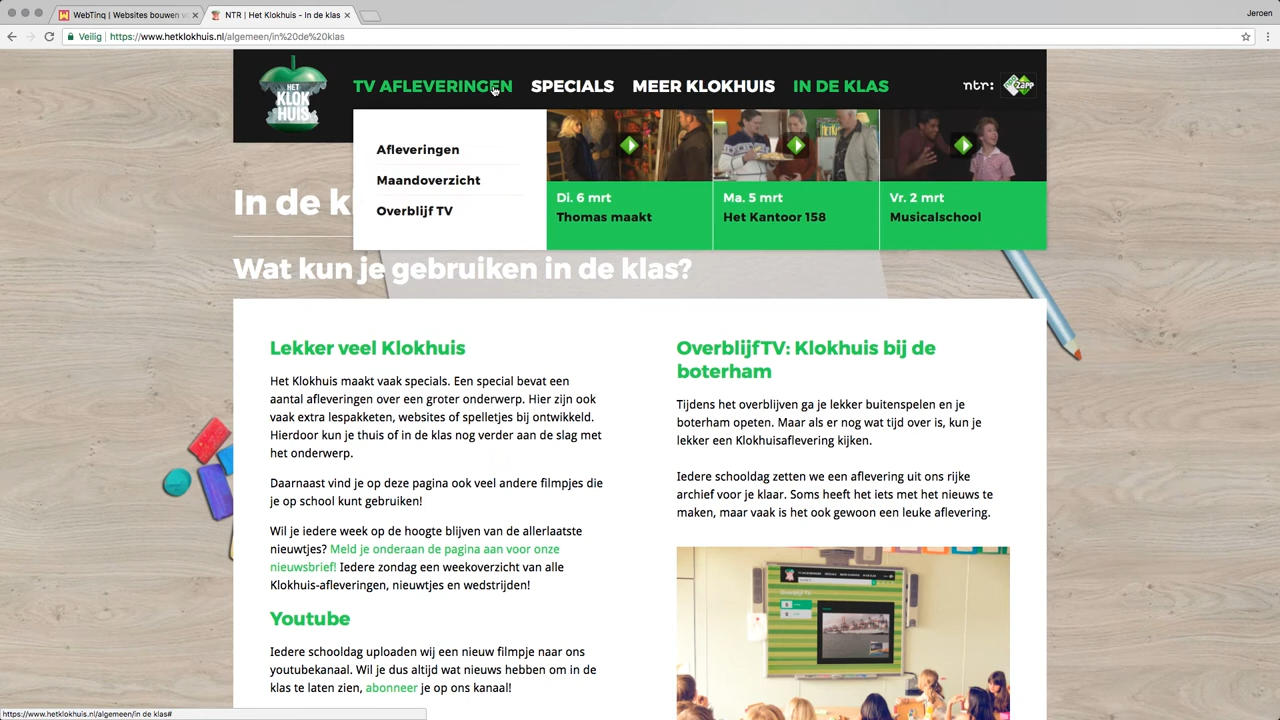 WebTinq | Websites bouwen v
NTR | Het Klokhuis - In de klas
Jeroen
Veilig
https://www.hetklokhuis.nl/algemeen/in%20de%20klas
HET
KLOK
HUIS
TV AFLEVERINGEN
SPECIALS
MEER KLOKHUIS
IN DE KLAS
ntr:
zapp
Afleveringen
Maandoverzicht
Overblijf TV
Di. 6 mrt
Thomas maakt
Ma. 5 mrt
Het Kantoor 158
Vr. 2 mrt
Musicalschool
In de k
Wat kun je gebruiken in de klas?
Lekker veel Klokhuis
Het Klokhuis maakt vaak specials. Een special bevat een
aantal afleveringen over een groter onderwerp. Hier zijn ook
vaak extra lespakketten, websites of spelletjes bij ontwikkeld.
Hierdoor kun je thuis of in de klas nog verder aan de slag met
het onderwerp.
Daarnaast vind je op deze pagina ook veel andere filmpjes die
je op school kunt gebruiken!
Wil je iedere week op de hoogte blijven van de allerlaatste
nieuwtjes? Meld je onderaan de pagina aan voor onze
nieuwsbrief! Iedere zondag een weekoverzicht van alle
Klokhuis-afleveringen, nieuwtjes en wedstrijden!
Youtube
Iedere schooldag uploaden wij een nieuw filmpje naar ons
youtubekanaal. Wil je dus altijd wat nieuws hebben om in de
klas te laten zien, abonneer je op ons kanaal!
OverblijfTV: Klokhuis bij de
boterham
Tijdens het overblijven ga je lekker buitenspelen en je
boterham opeten. Maar als er nog wat tijd over is, kun je
lekker een Klokhuisaflevering kijken.
Iedere schooldag zetten we een aflevering uit ons rijke
archief voor je klaar. Soms heeft het iets met het nieuws te
maken, maar vaak is het ook gewoon een leuke aflevering.
https://www.hetklokhuis.nl/algemeen/in de klas#